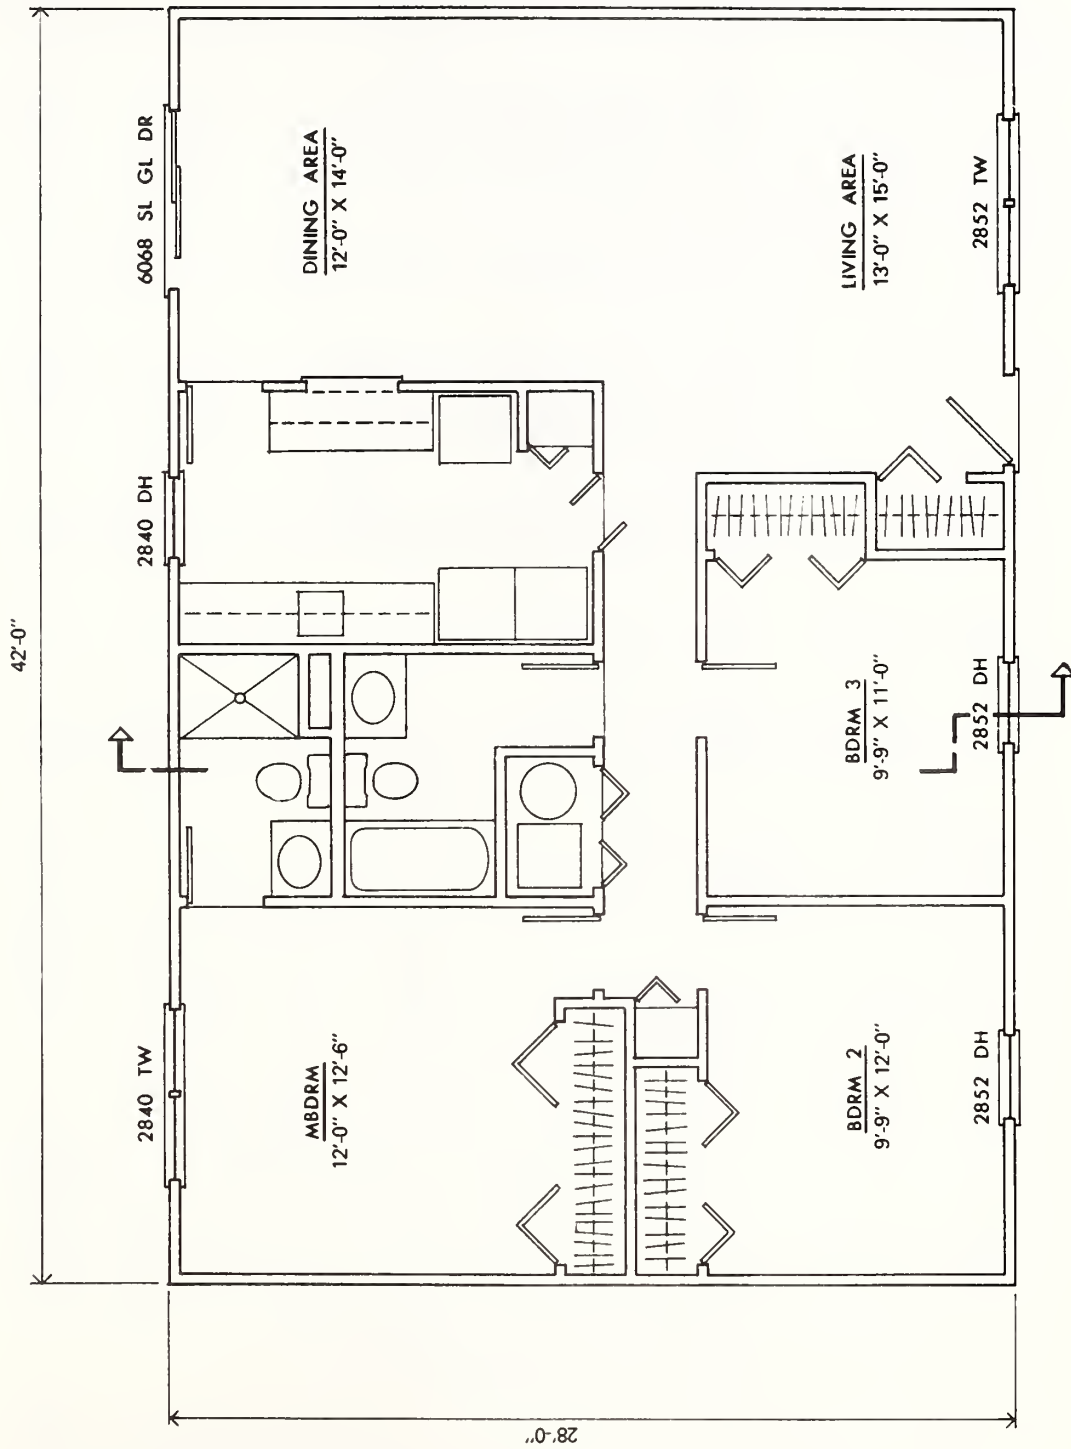 42'-0"
2840 TW
2840 DH
6068 SL GL DR
MBDRM
12'-0" X 12'-6"
DINING AREA
12'-0" X 14'-0"
BDRM 2
9'-9" X 12'-0"
BDRM 3
9'-9" X 11'-0"
LIVING AREA
13'-0" X 15'-0"
2852 DH
2852 DH
2852 TW
28'-0"